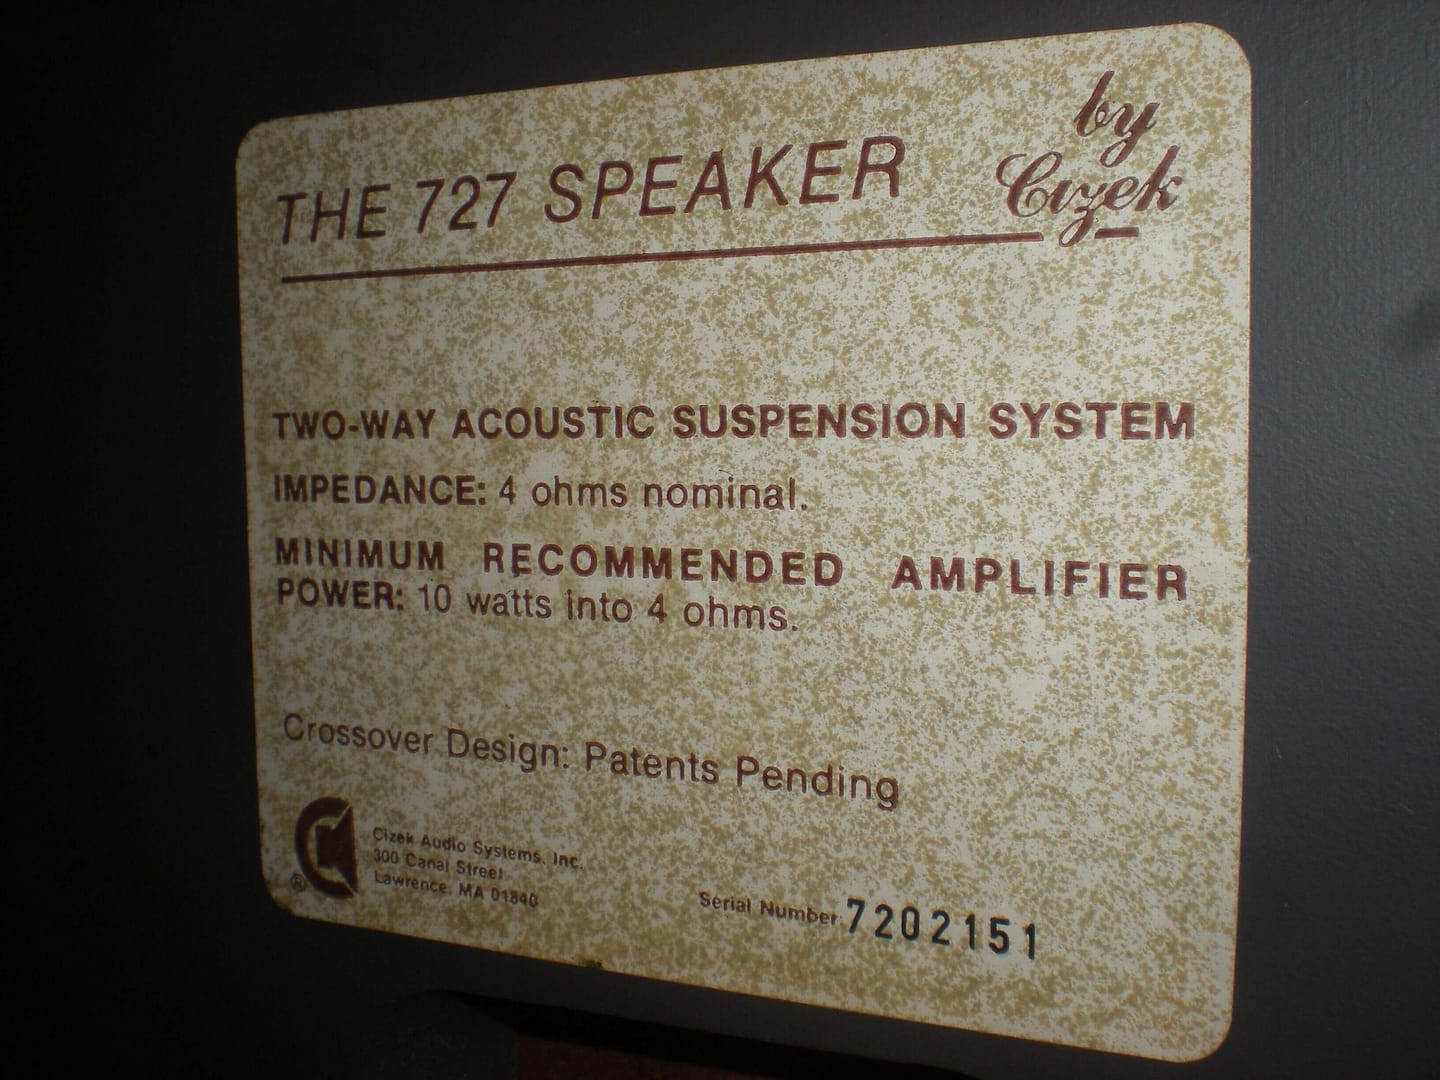 THE 727 SPEAKER
by
Cizek
TWO-WAY ACOUSTIC SUSPENSION SYSTEM
IMPEDANCE: 4 ohms nominal.
MINIMUM RECOMMENDED AMPLIFIER
POWER: 10 watts into 4 ohms.
Crossover Design: Patents Pending
®
Cizek Audio Systems, Inc.
300 Canal Street
Lawrence, MA 01840
Serial Number: 7202151